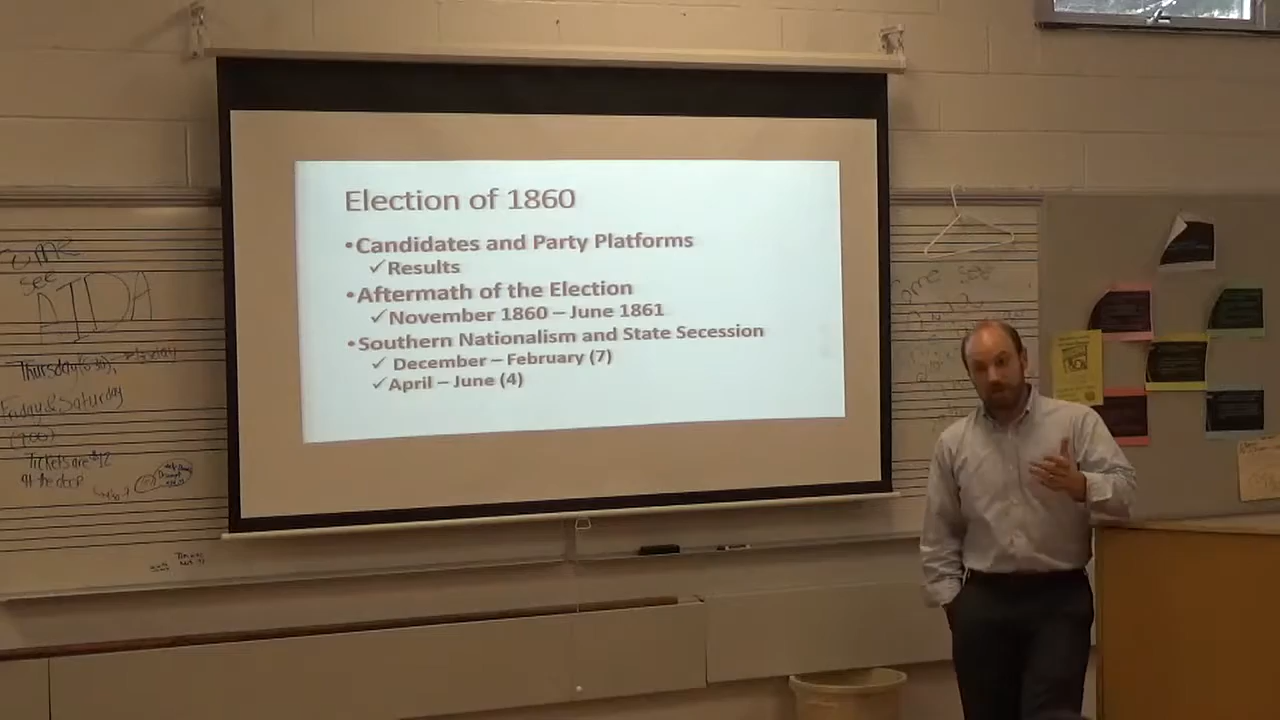 Election of 1860
•Candidates and Party Platforms
✓Results
•Aftermath of the Election
✓November 1860 – June 1861
•Southern Nationalism and State Secession
✓ December – February (7)
✓April – June (4)
Come
see
AIDA
Thursday
Friday & Saturday
Tickets are $12
at the door
Come see